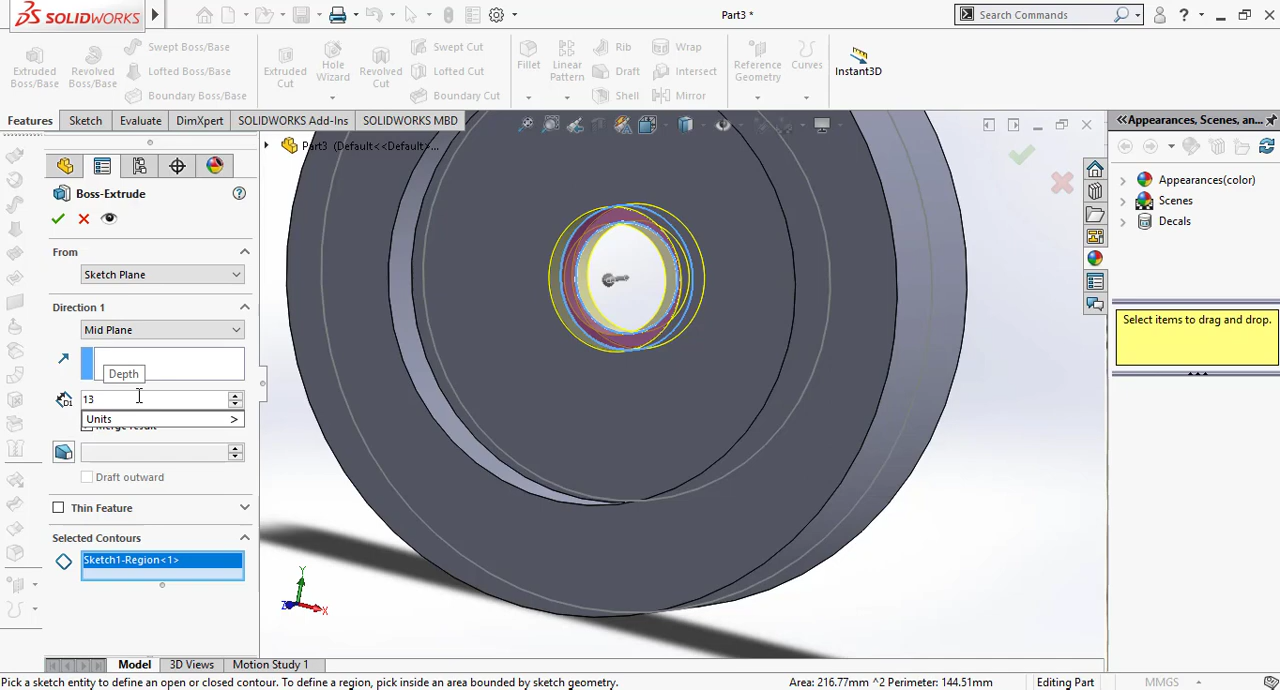 SOLIDWORKS
Part3 *
Search Commands
?
Extruded Boss/Base
Revolved Boss/Base
Swept Boss/Base
Lofted Boss/Base
Boundary Boss/Base
Extruded Cut
Hole Wizard
Revolved Cut
Swept Cut
Lofted Cut
Boundary Cut
Fillet
Linear Pattern
Rib
Draft
Shell
Wrap
Intersect
Mirror
Reference Geometry
Curves
Instant3D
Features
Sketch
Evaluate
DimXpert
SOLIDWORKS Add-Ins
SOLIDWORKS MBD
Part3 (Default<<Default>...
Boss-Extrude
From
Sketch Plane
Direction 1
Mid Plane
Depth
D1
13
Units >
Merge result
Draft outward
Thin Feature
Selected Contours
Sketch1-Region<1>
Y
X
Z
<<Appearances, Scenes, an...
Appearances(color)
Scenes
Decals
Select items to drag and drop.
Model
3D Views
Motion Study 1
Pick a sketch entity to define an open or closed contour. To define a region, pick inside an area bounded by sketch geometry.
Area: 216.77mm ^2 Perimeter: 144.51mm
Editing Part
MMGS